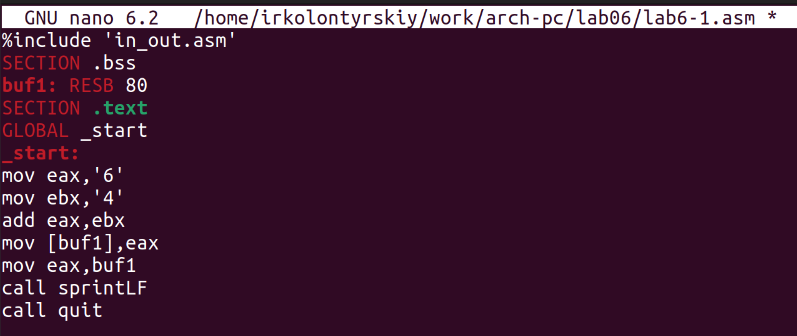 GNU nano 6.2 /home/irkolontyrskiy/work/arch-pc/lab06/lab6-1.asm *
%include 'in_out.asm'
SECTION .bss
buf1: RESB 80
SECTION .text
GLOBAL _start
_start:
mov eax,'6'
mov ebx,'4'
add eax,ebx
mov [buf1],eax
mov eax,buf1
call sprintLF
call quit